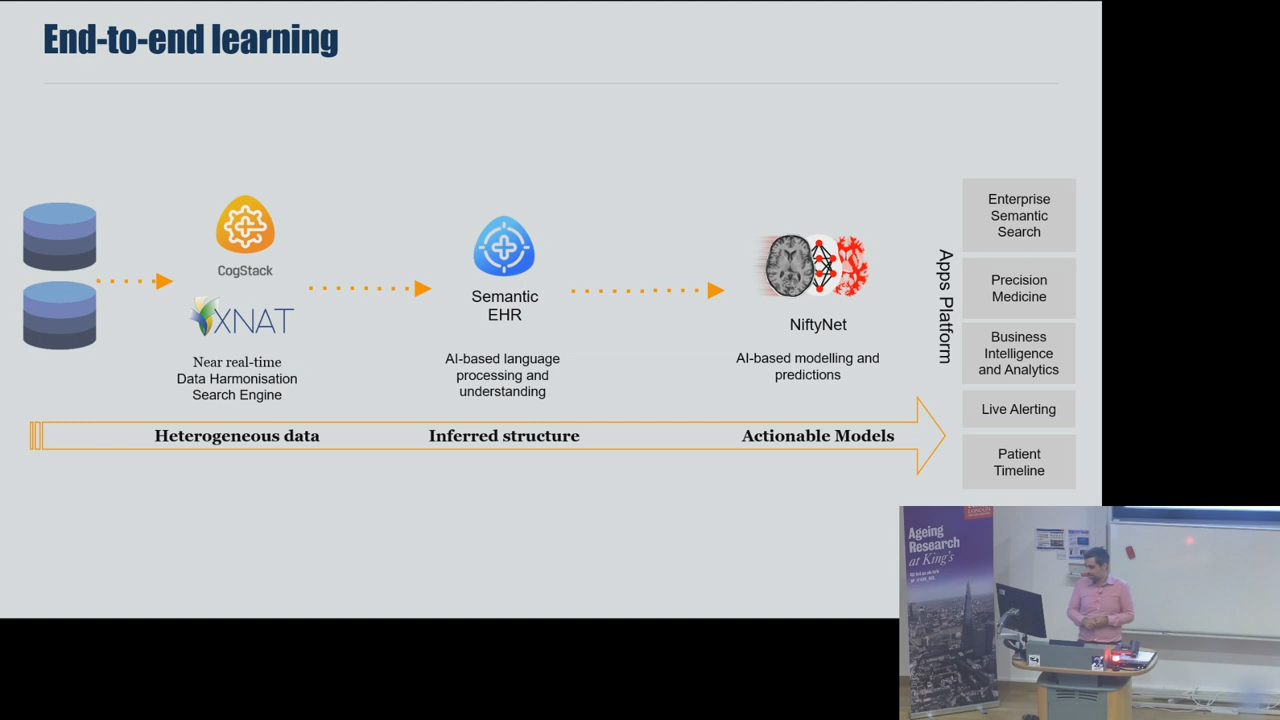 End-to-end learning
CogStack
XNAT
Near real-time
Data Harmonisation
Search Engine
Semantic
EHR
AI-based language
processing and
understanding
NiftyNet
AI-based modelling and
predictions
Heterogeneous data
Inferred structure
Actionable Models
Apps Platform
Enterprise
Semantic
Search
Precision
Medicine
Business
Intelligence
and Analytics
Live Alerting
Patient
Timeline
LONDON
Ageing
Research
at King's